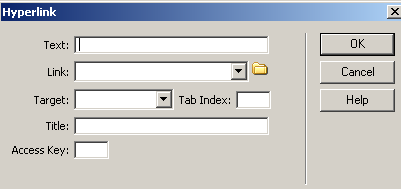 Hyperlink
Text:
OK
Link:
Cancel
Target:
Tab Index:
Help
Title:
Access Key: